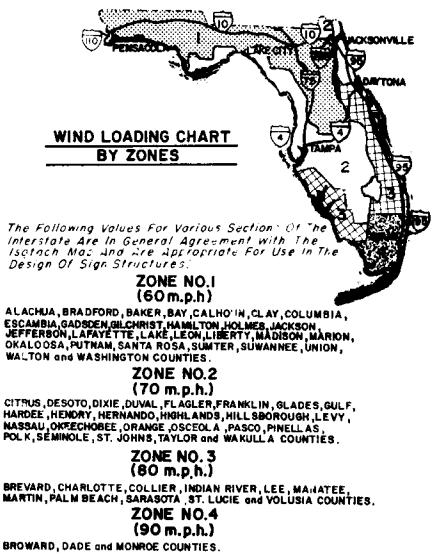 10
10
110
1
2
PENSACOLA
LAKE CITY
JACKSONVILLE
95
75
DAYTONA
4
4
TAMPA
WIND LOADING CHART
BY ZONES
2
95
3
3
The Following Values For Various Sections Of The
Interstate Are In General Agreement With The
Isotach Map And Are Appropriate For Use In The
Design Of Sign Structures.
ZONE NO.1
(60 m.p.h)
ALACHUA, BRADFORD, BAKER, BAY, CALHOUN, CLAY, COLUMBIA,
ESCAMBIA, GADSDEN, GILCHRIST, HAMILTON, HOLMES, JACKSON,
JEFFERSON, LAFAYETTE, LAKE, LEON, LIBERTY, MADISON, MARION,
OKALOOSA, PUTNAM, SANTA ROSA, SUMTER, SUWANNEE, UNION,
WALTON and WASHINGTON COUNTIES.
ZONE NO.2
(70 m.p.h.)
CITRUS, DESOTO, DIXIE, DUVAL, FLAGLER, FRANKLIN, GLADES, GULF,
HARDEE, HENDRY, HERNANDO, HIGHLANDS, HILLSBOROUGH, LEVY,
NASSAU, OKEECHOBEE, ORANGE, OSCEOLA, PASCO, PINELLAS,
POLK, SEMINOLE, ST. JOHNS, TAYLOR and WAKULLA COUNTIES.
ZONE NO. 3
(80 m.p.h.)
BREVARD, CHARLOTTE, COLLIER, INDIAN RIVER, LEE, MANATEE,
MARTIN, PALM BEACH, SARASOTA, ST. LUCIE and VOLUSIA COUNTIES.
ZONE NO.4
(90 m.p.h.)
BROWARD, DADE and MONROE COUNTIES.